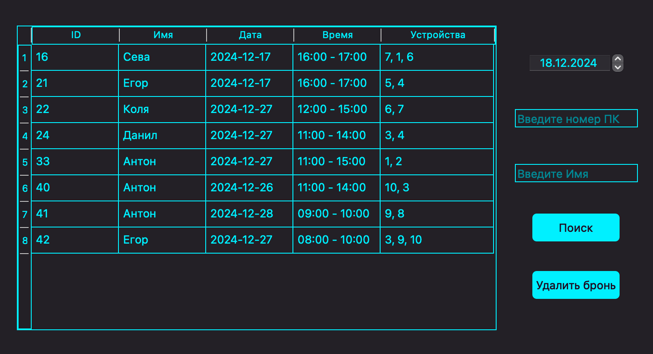 ID Имя Дата Время Устройства
1 16 Сева 2024-12-17 16:00 - 17:00 7, 1, 6
2 21 Егор 2024-12-17 16:00 - 17:00 5, 4
3 22 Коля 2024-12-27 12:00 - 15:00 6, 7
4 24 Данил 2024-12-27 11:00 - 14:00 3, 4
5 33 Антон 2024-12-27 11:00 - 15:00 1, 2
6 40 Антон 2024-12-26 11:00 - 14:00 10, 3
7 41 Антон 2024-12-28 09:00 - 10:00 9, 8
8 42 Егор 2024-12-27 08:00 - 10:00 3, 9, 10
18.12.2024
Введите номер ПК
Введите Имя
Поиск
Удалить бронь